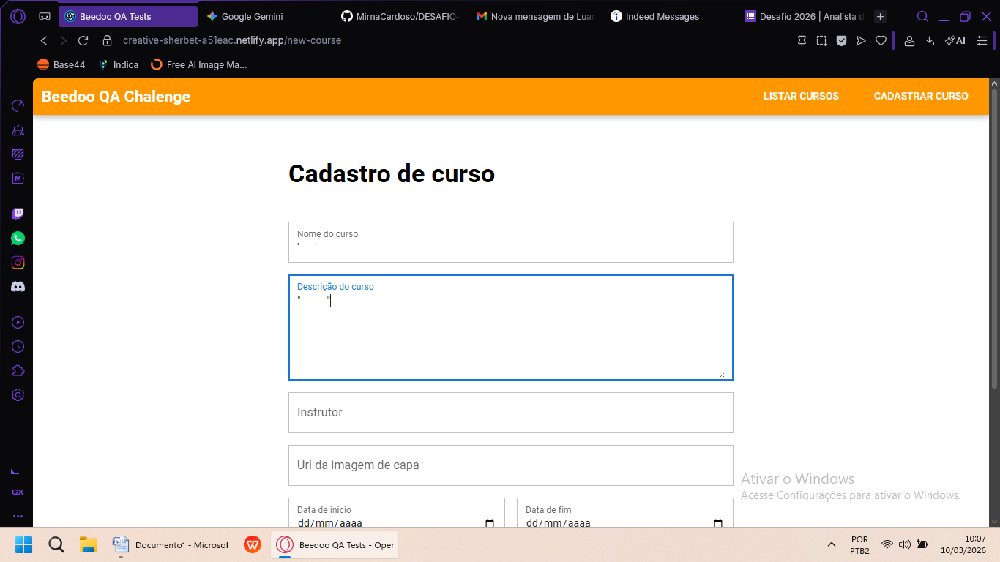 Beedoo QA Tests
Google Gemini
MirnaCardoso/DESAFIO-
Nova mensagem de Luan
Indeed Messages
Desafio 2026 | Analista d
creative-sherbet-a51eac.netlify.app/new-course
AI
Base44
Indica
Free AI Image Ma...
Beedoo QA Chalenge
LISTAR CURSOS
CADASTRAR CURSO
M
Cadastro de curso
Nome do curso
'     '
Descrição do curso
"        "
Instrutor
Url da imagem de capa
Ativar o Windows
Acesse Configurações para ativar o Windows.
GX
Data de início
Data de fim
dd/mm/aaaa
dd/mm/aaaa
Documento1 - Microsof
Beedoo QA Tests - Oper
POR
PTB2
10:07
10/03/2026